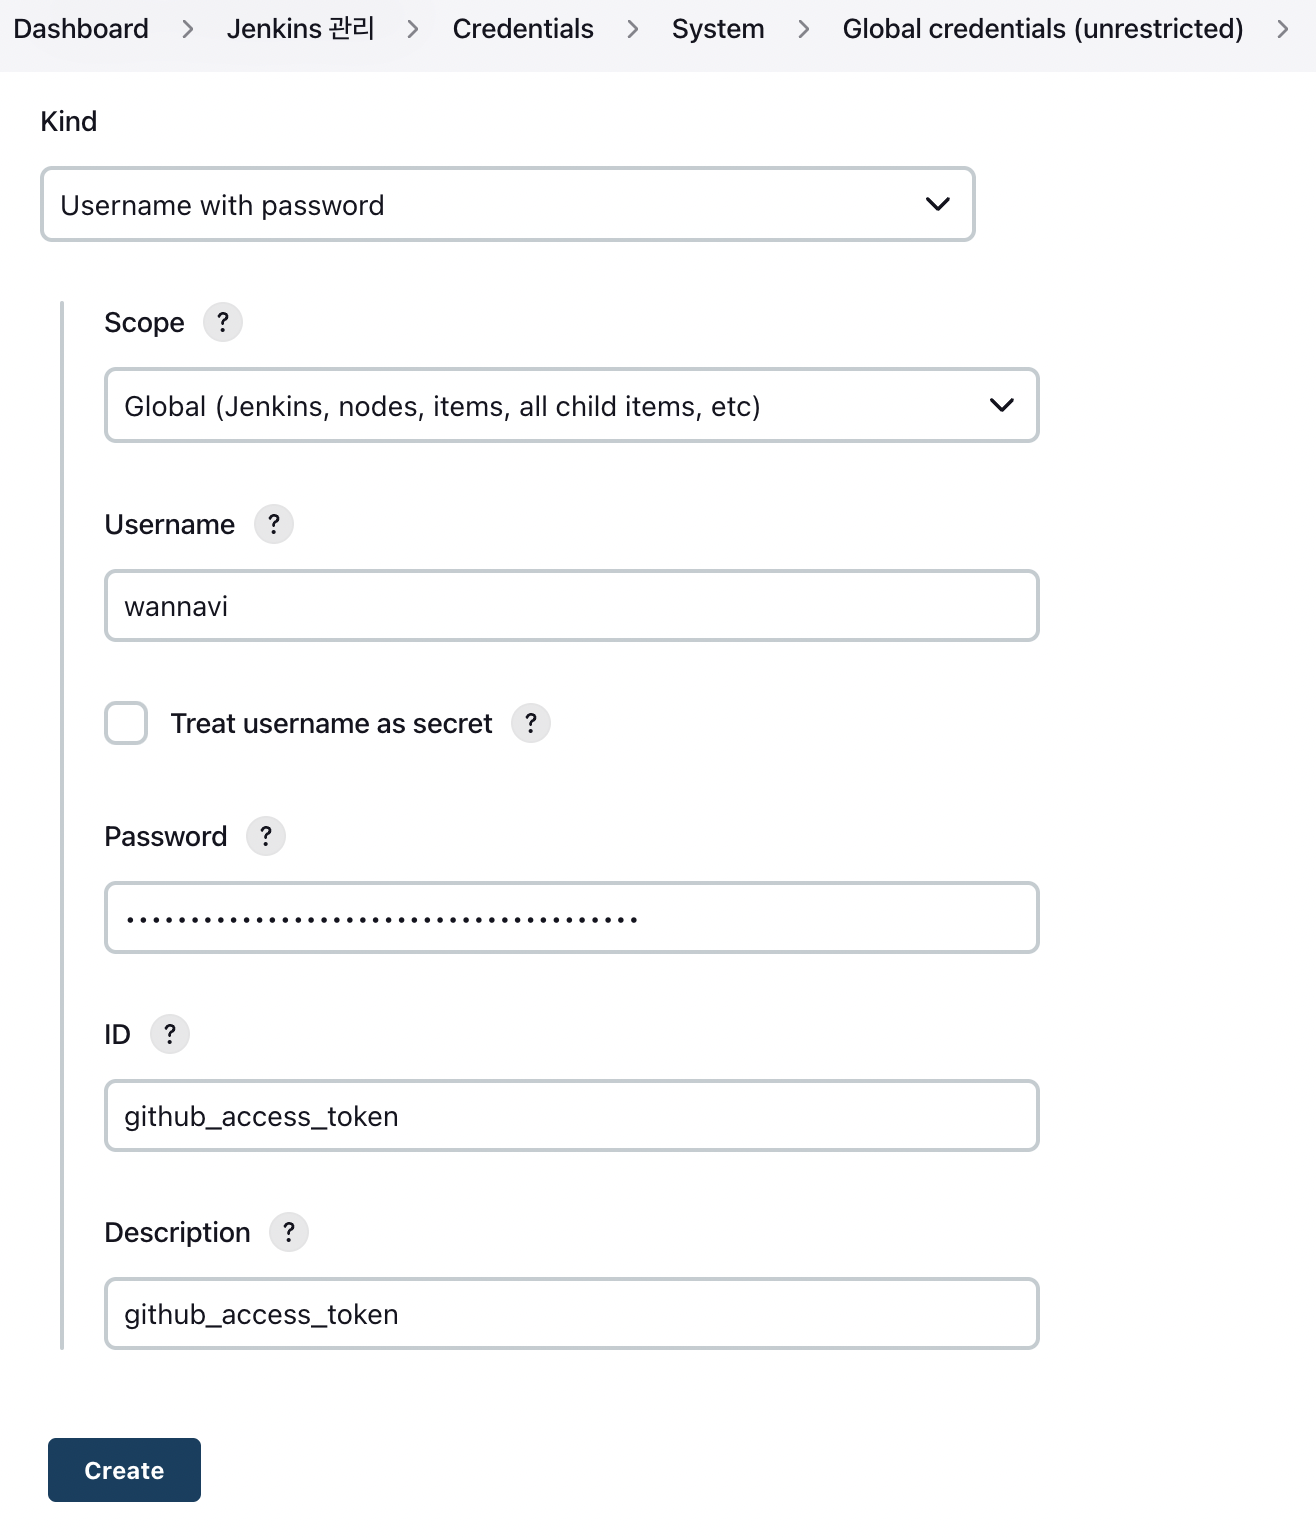 Dashboard > Jenkins 관리 > Credentials > System > Global credentials (unrestricted) >
Kind
Username with password
Scope ?
Global (Jenkins, nodes, items, all child items, etc)
Username ?
wannavi
Treat username as secret ?
Password ?
••••••••••••••••••••••••••••••••••••••••
ID ?
github_access_token
Description ?
github_access_token
Create